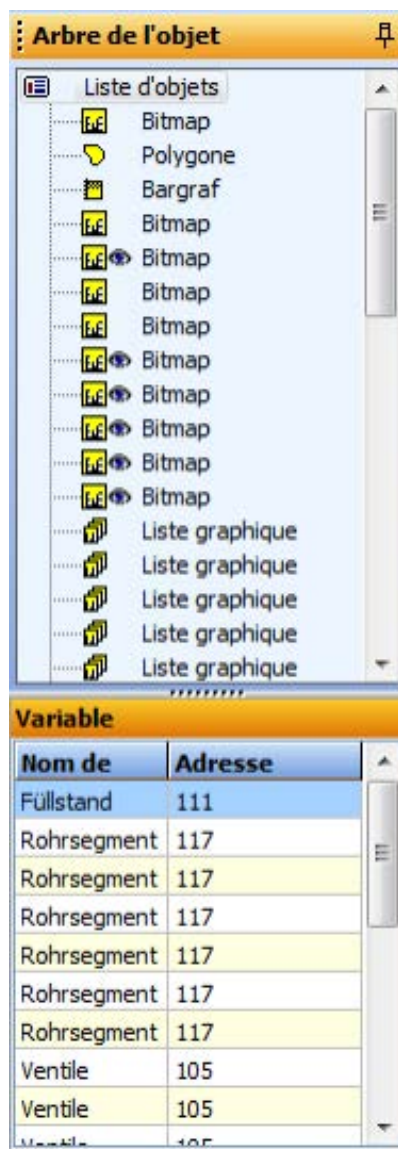 Arbre de l'objet
Liste d'objets
Bitmap
Polygone
Bargraf
Bitmap
Bitmap
Bitmap
Bitmap
Bitmap
Bitmap
Bitmap
Bitmap
Bitmap
Liste graphique
Liste graphique
Liste graphique
Liste graphique
Liste graphique
Variable
Nom de Adresse
Füllstand 111
Rohrsegment 117
Rohrsegment 117
Rohrsegment 117
Rohrsegment 117
Rohrsegment 117
Rohrsegment 117
Ventile 105
Ventile 105
Ventile 105